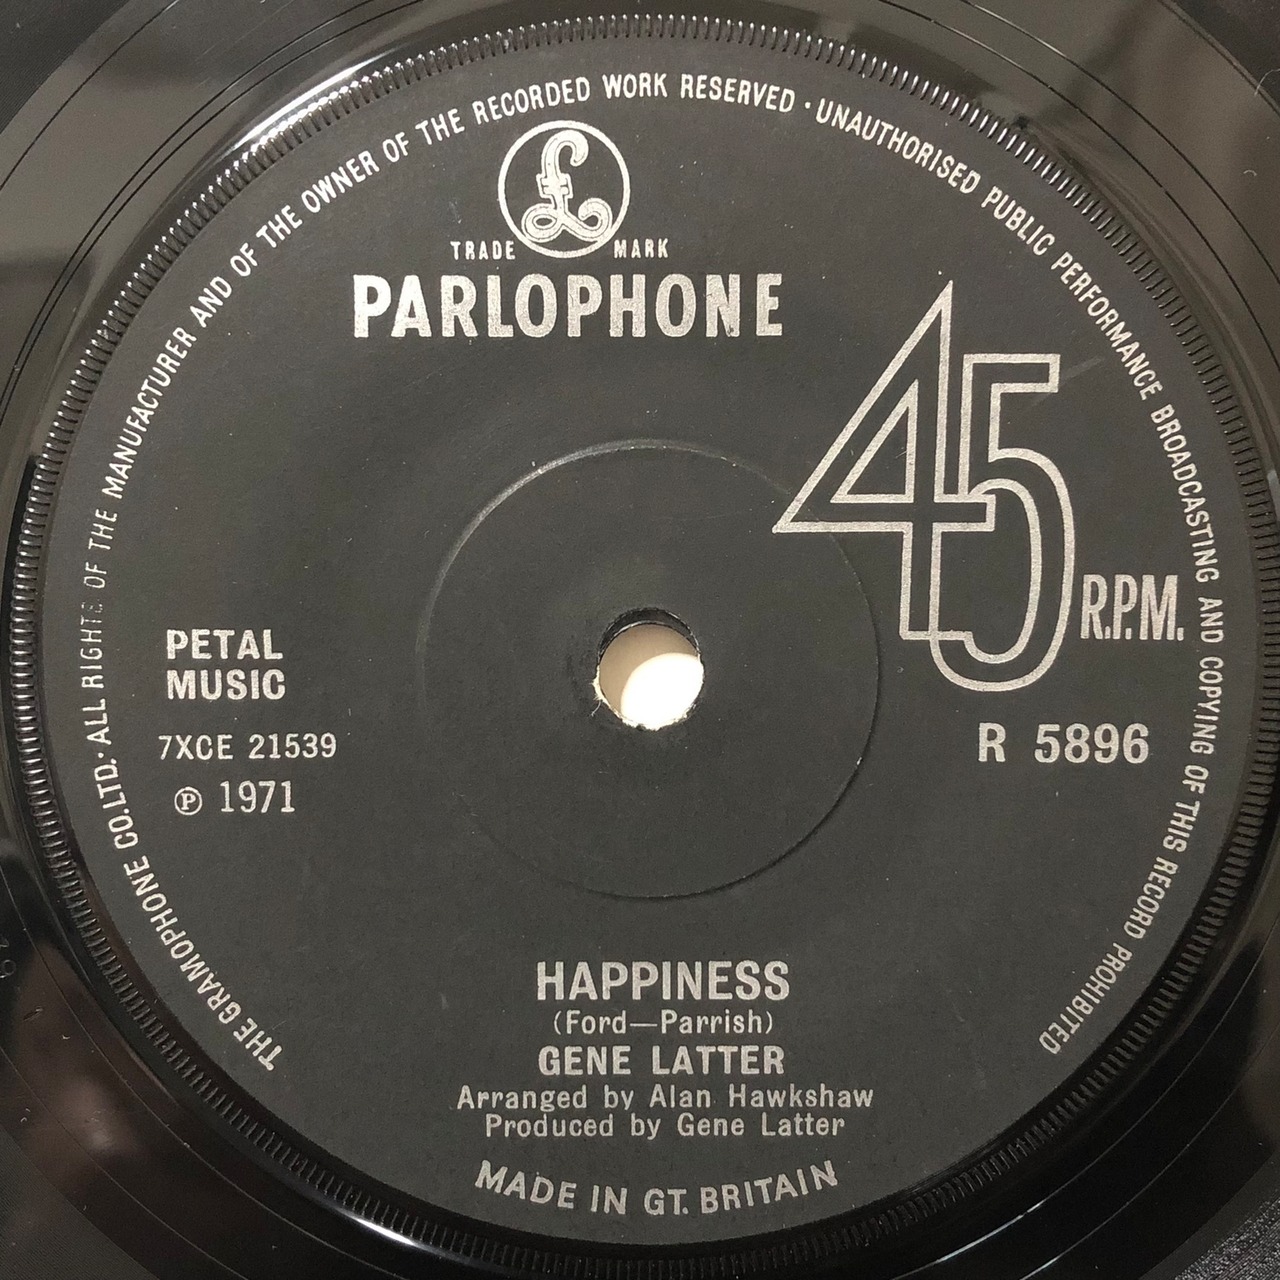 THE GRAMOPHONE CO.LTD.·ALL RIGHTS OF THE MANUFACTURER AND OF THE OWNER OF THE RECORDED WORK RESERVED · UNAUTHORISED PUBLIC PERFORMANCE BROADCASTING AND COPYING OF THIS RECORD PROHIBITED
£
TRADE MARK
PARLOPHONE
45 R.P.M.
PETAL
MUSIC
7XCE 21539
℗ 1971
R 5896
HAPPINESS
(Ford—Parrish)
GENE LATTER
Arranged by Alan Hawkshaw
Produced by Gene Latter
MADE IN GT. BRITAIN